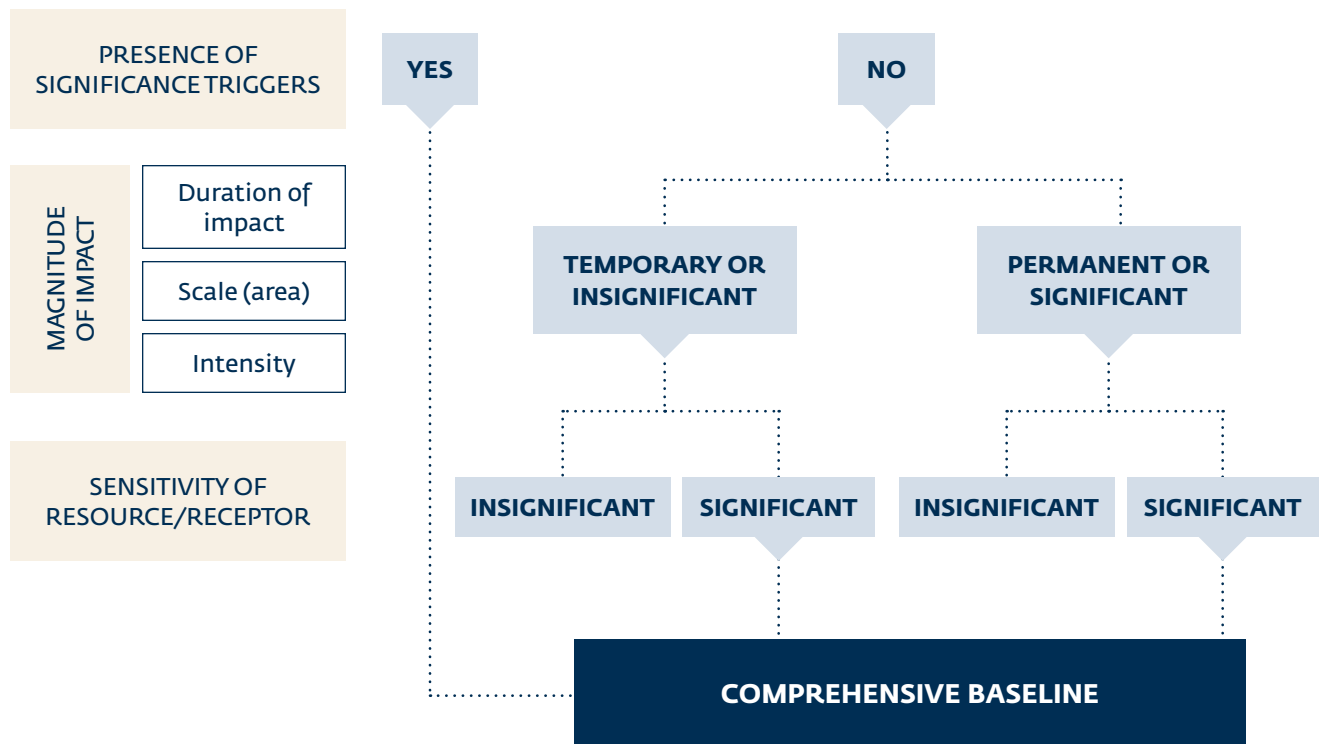 PRESENCE OF
SIGNIFICANCE TRIGGERS
YES
NO
MAGNITUDE
OF IMPACT
Duration of
impact
Scale (area)
Intensity
TEMPORARY OR
INSIGNIFICANT
PERMANENT OR
SIGNIFICANT
SENSITIVITY OF
RESOURCE/RECEPTOR
INSIGNIFICANT
SIGNIFICANT
INSIGNIFICANT
SIGNIFICANT
COMPREHENSIVE BASELINE